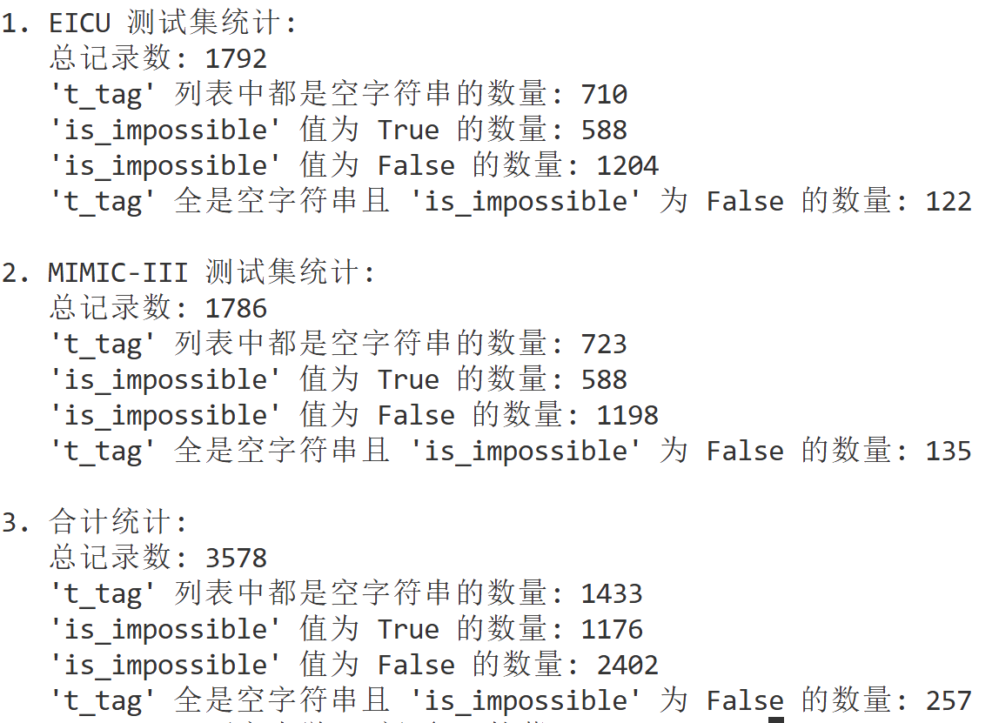 1. EICU 测试集统计:
总记录数: 1792
't_tag' 列表中都是空字符串的数量: 710
'is_impossible' 值为 True 的数量: 588
'is_impossible' 值为 False 的数量: 1204
't_tag' 全是空字符串且 'is_impossible' 为 False 的数量: 122
2. MIMIC-III 测试集统计:
总记录数: 1786
't_tag' 列表中都是空字符串的数量: 723
'is_impossible' 值为 True 的数量: 588
'is_impossible' 值为 False 的数量: 1198
't_tag' 全是空字符串且 'is_impossible' 为 False 的数量: 135
3. 合计统计:
总记录数: 3578
't_tag' 列表中都是空字符串的数量: 1433
'is_impossible' 值为 True 的数量: 1176
'is_impossible' 值为 False 的数量: 2402
't_tag' 全是空字符串且 'is_impossible' 为 False 的数量: 257